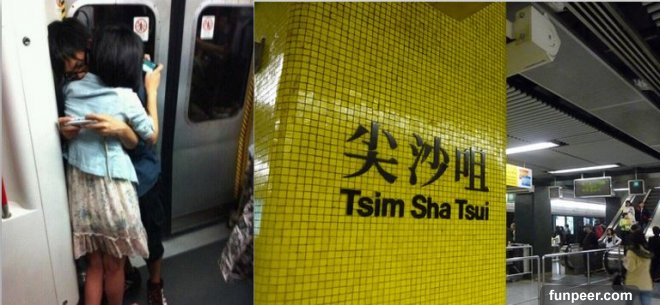 尖沙咀
Tsim Sha Tsui
funpeer.com